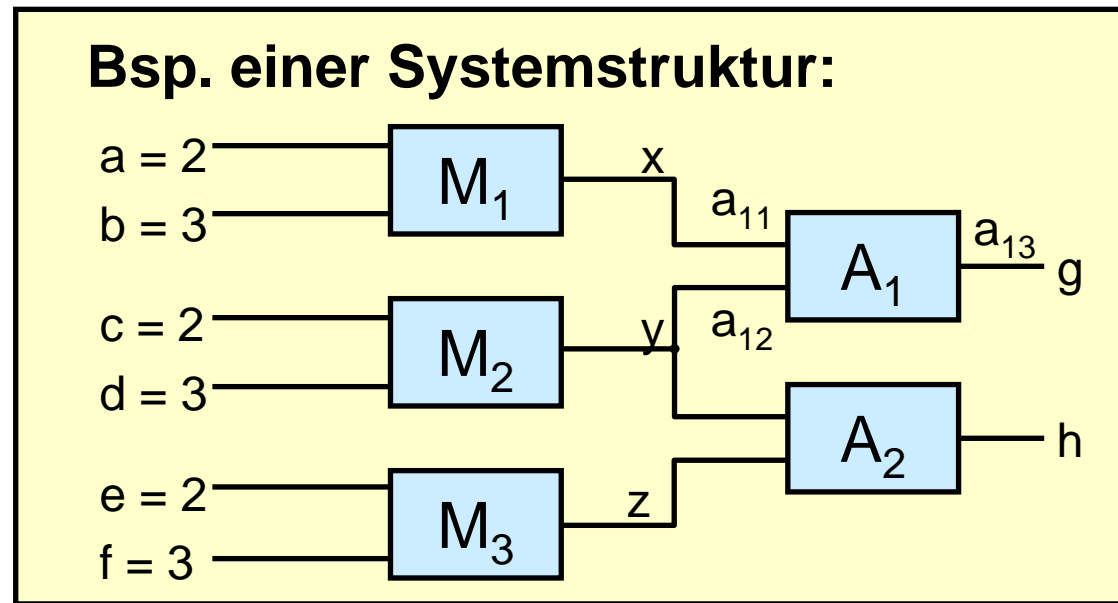 Bsp. einer Systemstruktur:
a = 2
b = 3
M₁
x
a₁₁
a₁₃
A₁
g
c = 2
d = 3
M₂
y
a₁₂
A₂
h
e = 2
f = 3
M₃
z